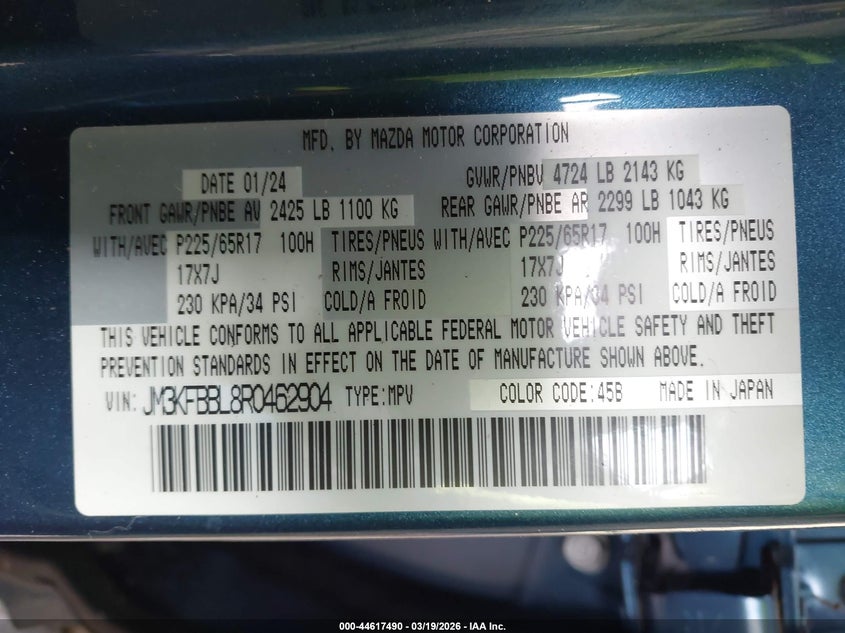 MFD. BY MAZDA MOTOR CORPORATION
DATE 01/24 GVWR/PNBV 4724 LB 2143 KG
FRONT GAWR/PNBE AV 2425 LB 1100 KG REAR GAWR/PNBE AR 2299 LB 1043 KG
WITH/AVEC P225/65R17 100H TIRES/PNEUS WITH/AVEC P225/65R17 100H TIRES/PNEUS
17X7J RIMS/JANTES 17X7J RIMS/JANTES
230 KPA/34 PSI COLD/A FROID 230 KPA/34 PSI COLD/A FROID
THIS VEHICLE CONFORMS TO ALL APPLICABLE FEDERAL MOTOR VEHICLE SAFETY AND THEFT
PREVENTION STANDARDS IN EFFECT ON THE DATE OF MANUFACTURE SHOWN ABOVE.
VIN: JM3KFBBL8R0462904 TYPE:MPV COLOR CODE:45B MADE IN JAPAN
000-44617490 - 03/19/2026 - IAA Inc.